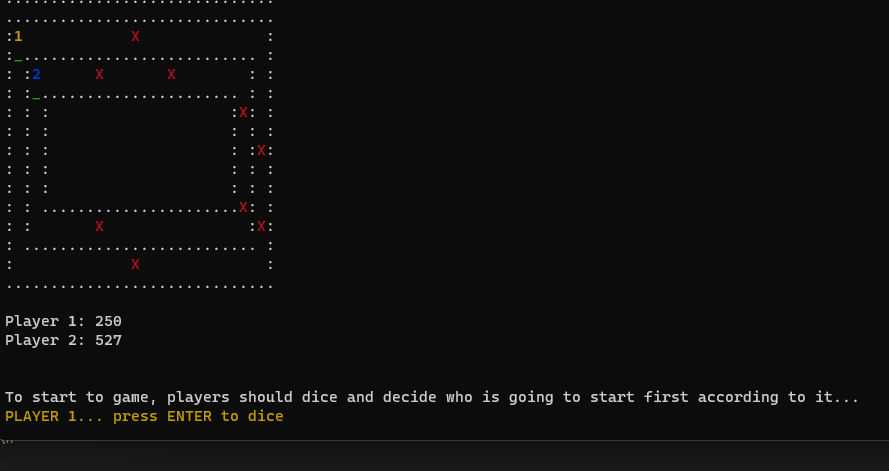 ..............................
..............................
:1            X              :
:_.......................... :
: :2      X       X        : :
: :_...................... : :
: : :                    :X: :
: : :                    : : :
: : :                    : :X:
: : :                    : : :
: : :                    : : :
: : ......................X: :
: :       X                :X:
: .......................... :
:             X              :
..............................
Player 1: 250
Player 2: 527
To start to game, players should dice and decide who is going to start first according to it...
PLAYER 1... press ENTER to dice